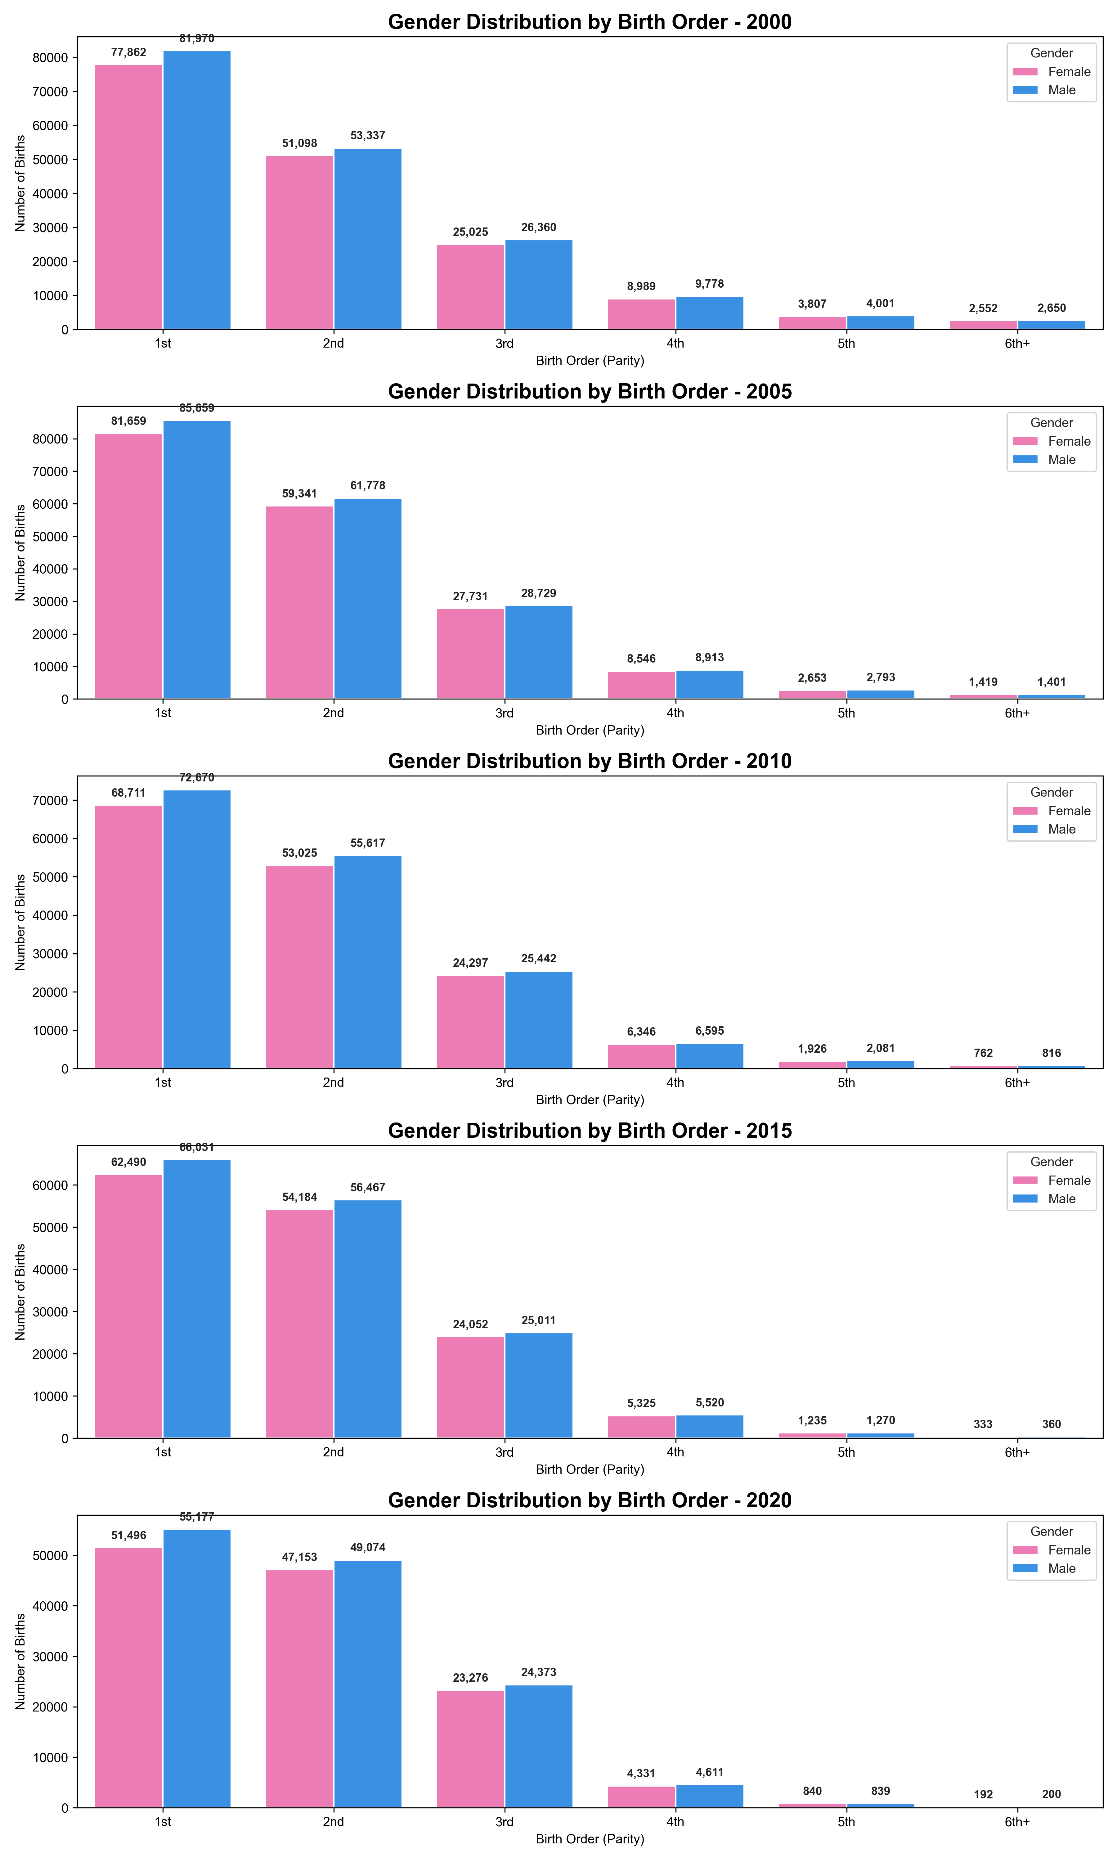 Gender Distribution by Birth Order - 2000
Gender
Female
Male
Number of Births
80000
70000
60000
50000
40000
30000
20000
10000
0
77,862 81,970
51,098 53,337
25,025 26,360
8,989 9,778
3,807 4,001
2,552 2,650
1st 2nd 3rd 4th 5th 6th+
Birth Order (Parity)
Gender Distribution by Birth Order - 2005
Gender
Female
Male
Number of Births
80000
70000
60000
50000
40000
30000
20000
10000
0
81,659 85,659
59,341 61,778
27,731 28,729
8,546 8,913
2,653 2,793
1,419 1,401
1st 2nd 3rd 4th 5th 6th+
Birth Order (Parity)
Gender Distribution by Birth Order - 2010
Gender
Female
Male
Number of Births
70000
60000
50000
40000
30000
20000
10000
0
68,711 72,670
53,025 55,617
24,297 25,442
6,346 6,595
1,926 2,081
762 816
1st 2nd 3rd 4th 5th 6th+
Birth Order (Parity)
Gender Distribution by Birth Order - 2015
Gender
Female
Male
Number of Births
60000
50000
40000
30000
20000
10000
0
62,490 66,031
54,184 56,467
24,052 25,011
5,325 5,520
1,235 1,270
333 360
1st 2nd 3rd 4th 5th 6th+
Birth Order (Parity)
Gender Distribution by Birth Order - 2020
Gender
Female
Male
Number of Births
50000
40000
30000
20000
10000
0
51,496 55,177
47,153 49,074
23,276 24,373
4,331 4,611
840 839
192 200
1st 2nd 3rd 4th 5th 6th+
Birth Order (Parity)